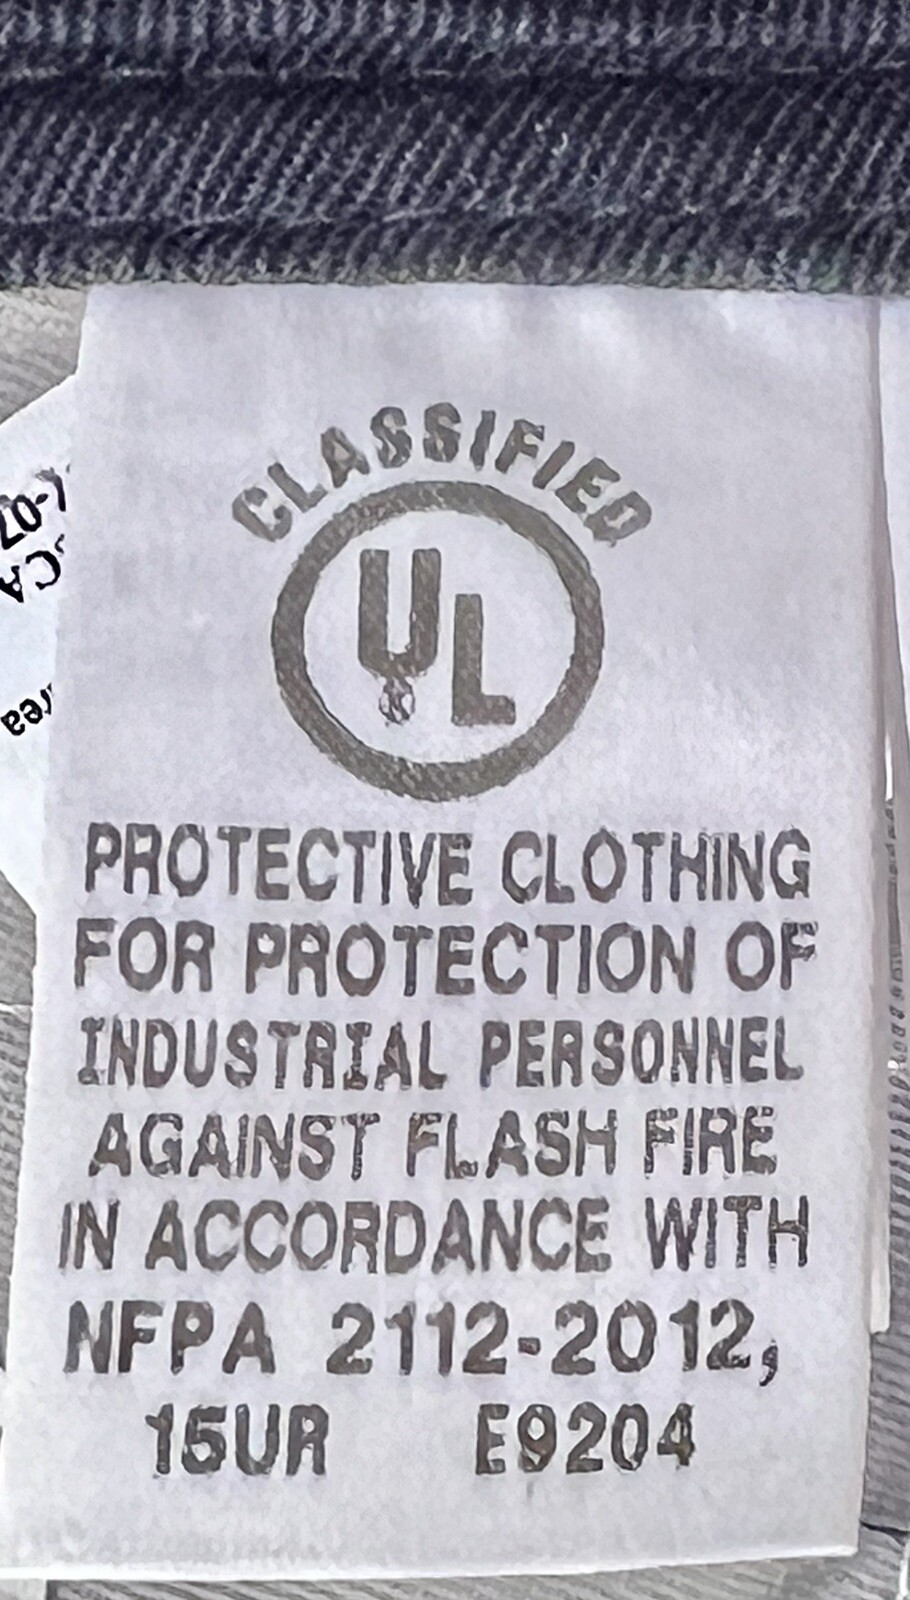 CLASSIFIED
UL
®
PROTECTIVE CLOTHING
FOR PROTECTION OF
INDUSTRIAL PERSONNEL
AGAINST FLASH FIRE
IN ACCORDANCE WITH
NFPA 2112-2012,
15UR E9204
CA